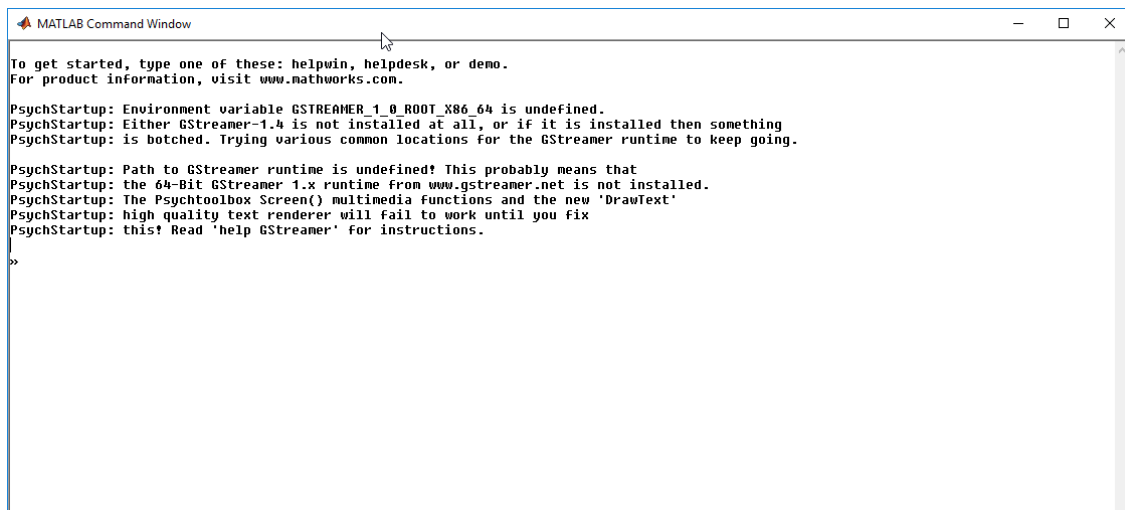 MATLAB Command Window
To get started, type one of these: helpwin, helpdesk, or demo.
For product information, visit www.mathworks.com.
PsychStartup: Environment variable GSTREAMER_1_0_ROOT_X86_64 is undefined.
PsychStartup: Either GStreamer-1.4 is not installed at all, or if it is installed then something
PsychStartup: is botched. Trying various common locations for the GStreamer runtime to keep going.
PsychStartup: Path to GStreamer runtime is undefined! This probably means that
PsychStartup: the 64-Bit GStreamer 1.x runtime from www.gstreamer.net is not installed.
PsychStartup: The Psychtoolbox Screen() multimedia functions and the new 'DrawText'
PsychStartup: high quality text renderer will fail to work until you fix
PsychStartup: this! Read 'help GStreamer' for instructions.
»